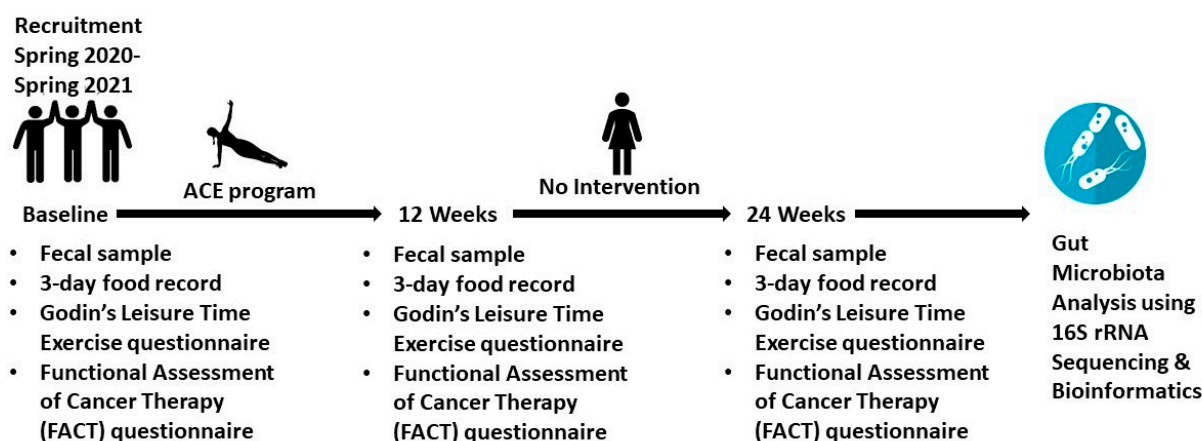 Recruitment
Spring 2020-
Spring 2021
ACE program
No Intervention
Baseline
12 Weeks
24 Weeks
• Fecal sample
• 3-day food record
• Godin’s Leisure Time
Exercise questionnaire
• Functional Assessment
of Cancer Therapy
(FACT) questionnaire
• Fecal sample
• 3-day food record
• Godin’s Leisure Time
Exercise questionnaire
• Functional Assessment
of Cancer Therapy
(FACT) questionnaire
• Fecal sample
• 3-day food record
• Godin’s Leisure Time
Exercise questionnaire
• Functional Assessment
of Cancer Therapy
(FACT) questionnaire
Gut
Microbiota
Analysis using
16S rRNA
Sequencing &
Bioinformatics